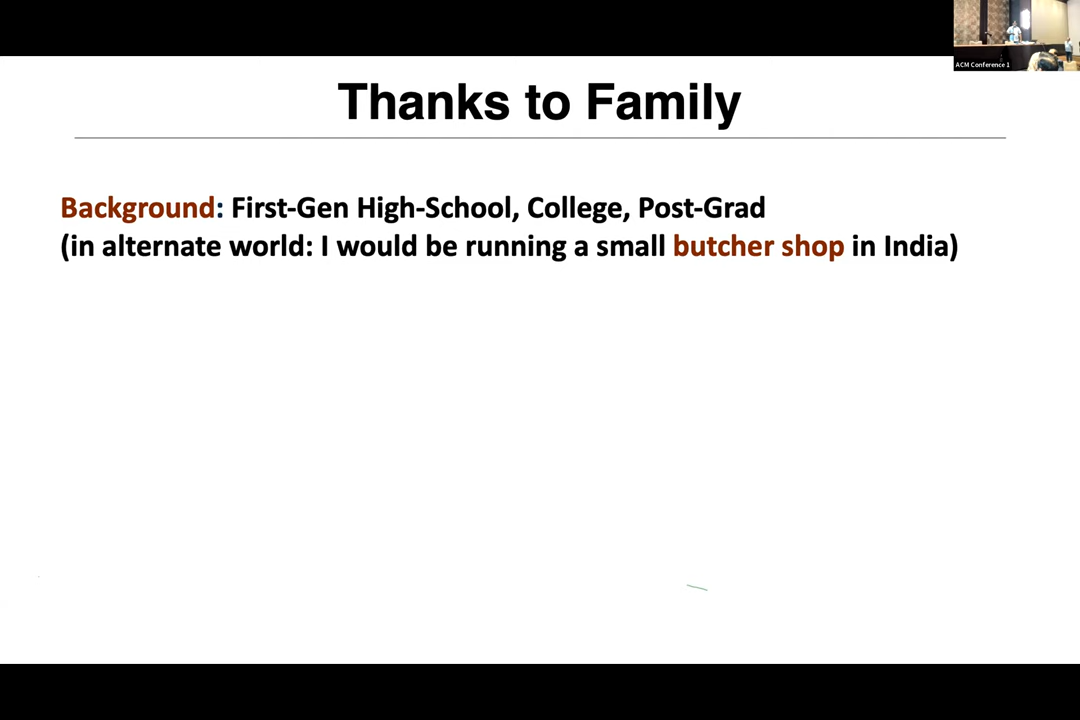 ACM Conference 1
Thanks to Family
Background: First-Gen High-School, College, Post-Grad
(in alternate world: I would be running a small butcher shop in India)